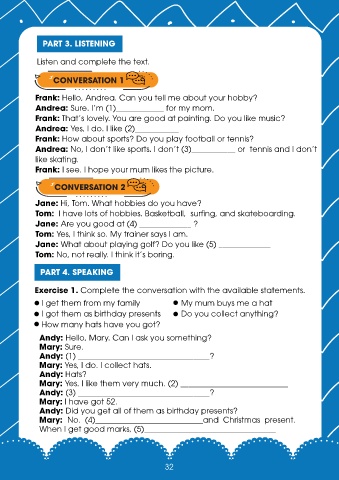 PART 3. LISTENING
Listen and complete the text.
CONVERSATION 1
Frank: Hello, Andrea. Can you tell me about your hobby?
Andrea: Sure. I'm (1)____________ for my mom.
Frank: That's lovely. You are good at painting. Do you like music?
Andrea: Yes, I do. I like (2)___________
Frank: How about sports? Do you play football or tennis?
Andrea: No, I don't like sports. I don't (3)___________ or tennis and I don't
like skating.
Frank: I see. I hope your mum likes the picture.
CONVERSATION 2
Jane: Hi, Tom. What hobbies do you have?
Tom: I have lots of hobbies. Basketball, surfing, and skateboarding.
Jane: Are you good at (4) _____________ ?
Tom: Yes, I think so. My trainer says I am.
Jane: What about playing golf? Do you like (5) _____________
Tom: No, not really. I think it's boring.
PART 4. SPEAKING
Exercise 1. Complete the conversation with the available statements.
● I get them from my family ● My mum buys me a hat
● I got them as birthday presents ● Do you collect anything?
● How many hats have you got?
Andy: Hello, Mary. Can I ask you something?
Mary: Sure.
Andy: (1) _________________________________?
Mary: Yes, I do. I collect hats.
Andy: Hats?
Mary: Yes. I like them very much. (2) ___________________________
Andy: (3) _________________________________?
Mary: I have got 52.
Andy: Did you get all of them as birthday presents?
Mary: No. (4)___________________________and Christmas present.
When I get good marks, (5)_________________________________
32